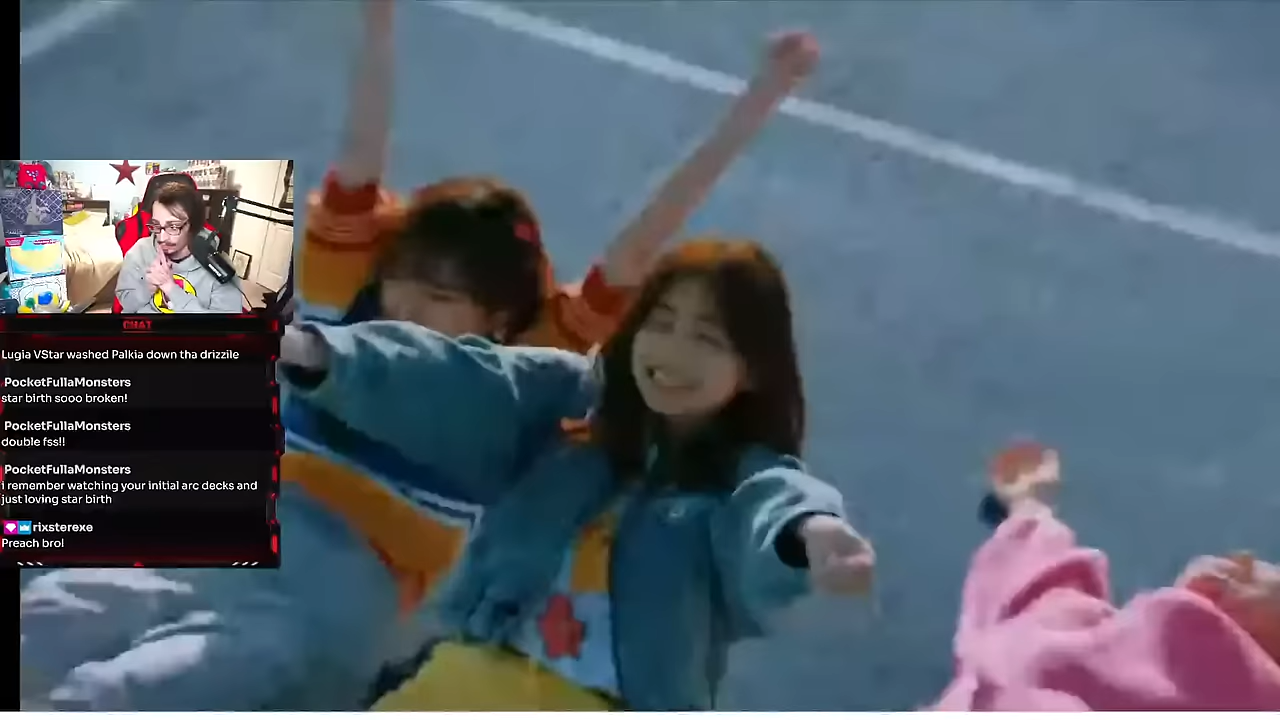 CHAT
Lugia VStar washed Palkia down tha drizzile
PocketFullaMonsters
star birth sooo broken!
PocketFullaMonsters
double fss!!
PocketFullaMonsters
i remember watching your initial arc decks and
just loving star birth
rixsterexe
Preach bro!